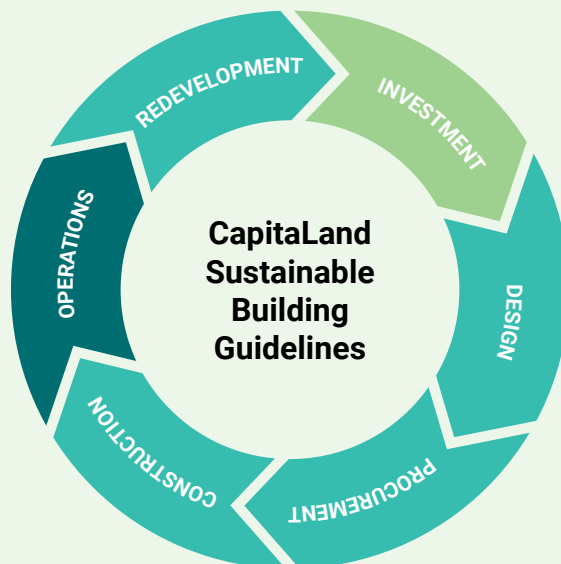 CapitaLand
Sustainable
Building
Guidelines
INVESTMENT
DESIGN
PROCUREMENT
CONSTRUCTION
OPERATIONS
REDEVELOPMENT